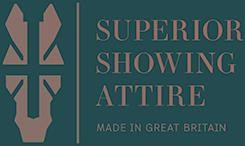 SUPERIOR
SHOWING
ATTIRE
MADE IN GREAT BRITAIN